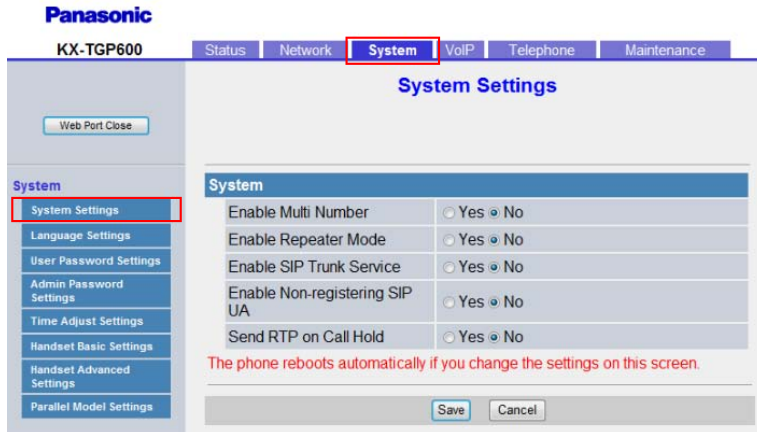 Panasonic
KX-TGP600
Status Network System VoIP Telephone Maintenance
System Settings
Web Port Close
System
System Settings
Language Settings
User Password Settings
Admin Password
Settings
Time Adjust Settings
Handset Basic Settings
Handset Advanced
Settings
Parallel Model Settings
System
Enable Multi Number Yes No
Enable Repeater Mode Yes No
Enable SIP Trunk Service Yes No
Enable Non-registering SIP
UA Yes No
Send RTP on Call Hold Yes No
The phone reboots automatically if you change the settings on this screen.
Save Cancel